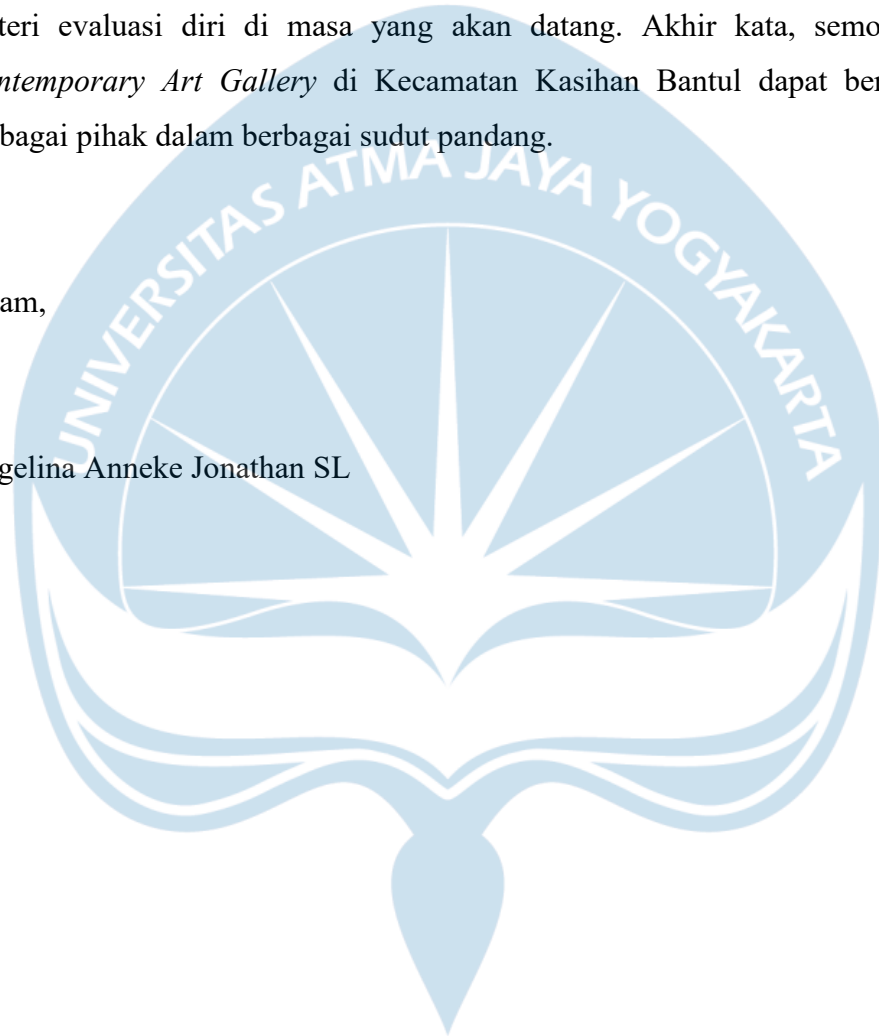 teri evaluasi diri di masa yang akan datang. Akhir kata, semo
ntemporary Art Gallery di Kecamatan Kasihan Bantul dapat ber
bagai pihak dalam berbagai sudut pandang.
UNIVERSITAS ATMA JAYA YOGYAKARTA
am,
gelina Anneke Jonathan SL